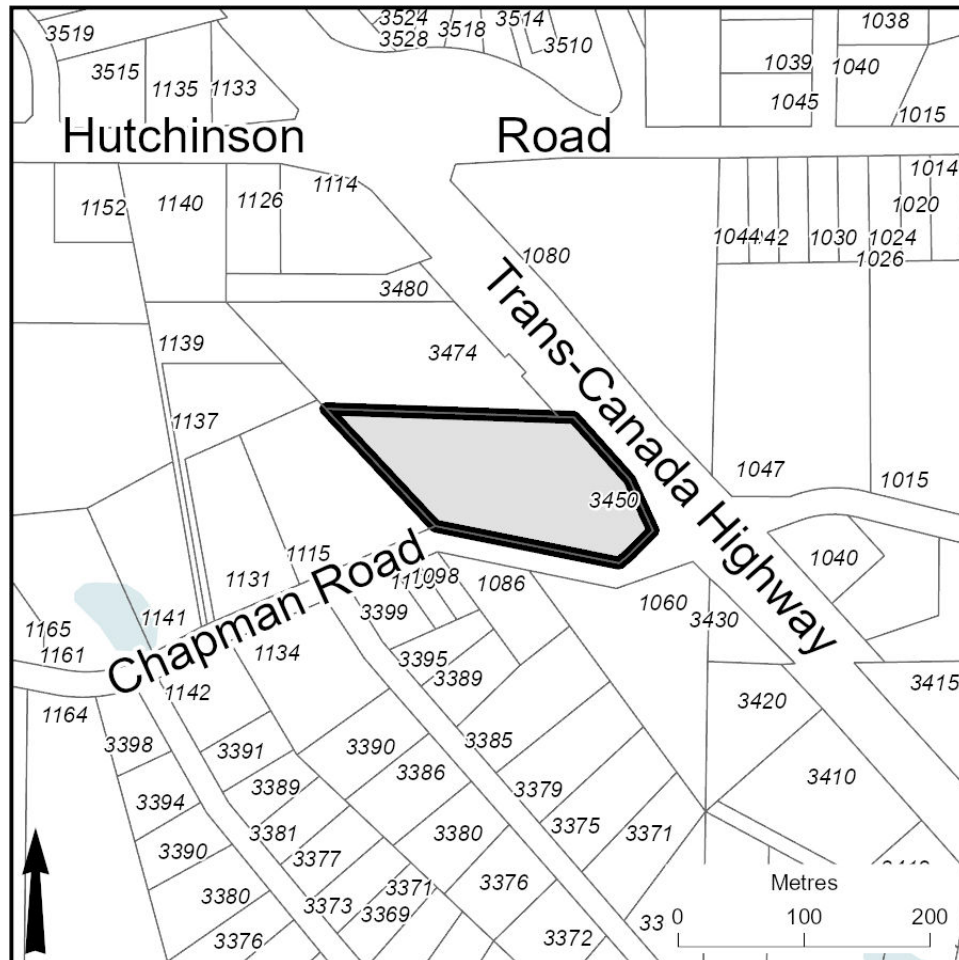 3524 3514 1038
3519 3528 3518 3510
3515 1135 1133 1039 1040
1045 1015
Hutchinson Road
1114 1014
1152 1140 1126 1020
1044 1030 1024
1080 1026
3480
Trans-Canada Highway
1139 3474
1137
1047 1015
3450
1115 1040
1131 1098 1086
Chapman Road
1141 3399 1060
1165 3430
1161 1134 3395
1142 3389 3415
1164 3420
3398 3391 3390 3385
3389 3386 3379 3410
3394
3381 3380 3375 3371
3390 3377
3380 3371 3376 Metres
3373 3369
3376 3372 0 100 200